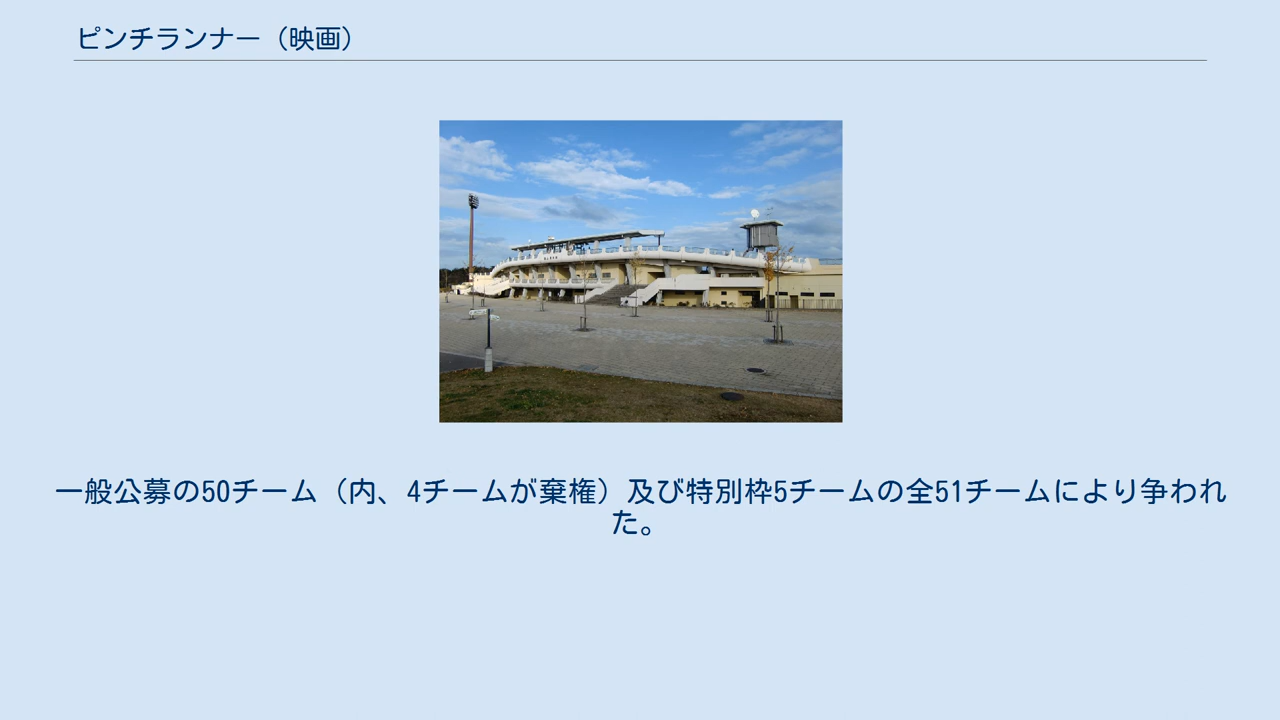 ピンチランナー（映画）
一般公募の50チーム（内、4チームが棄権）及び特別枠5チームの全51チームにより争われ
た。